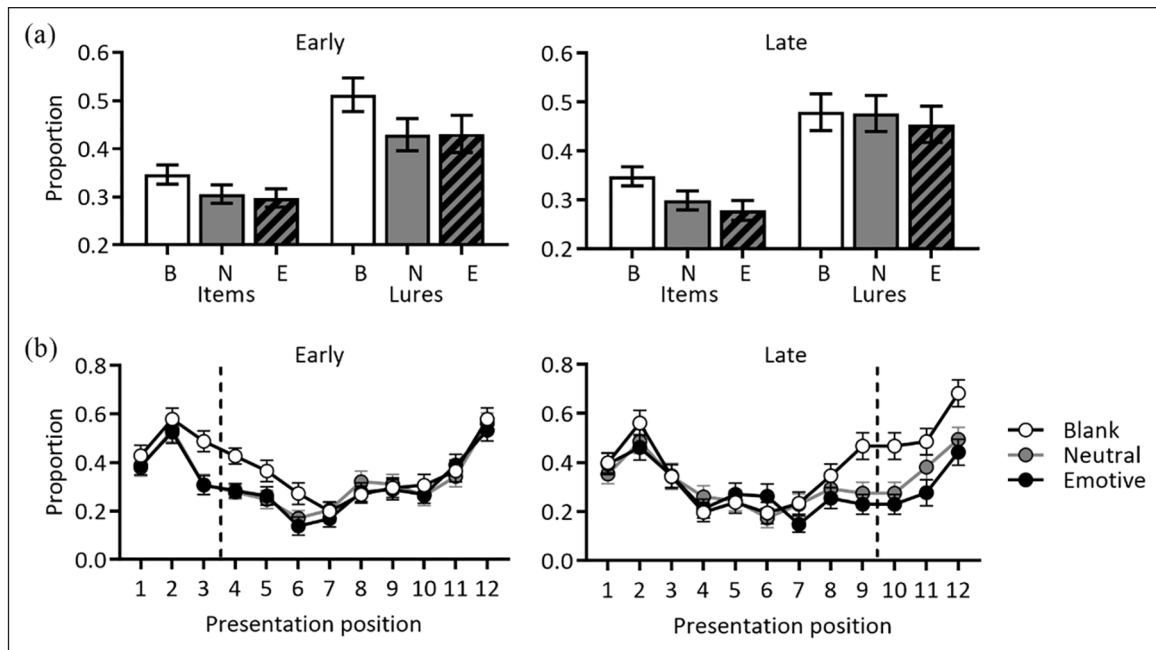 (a)
Early
Late
0.6
0.5
0.4
0.3
0.2
Proportion
B N E B N E
Items Lures
0.6
0.5
0.4
0.3
0.2
B N E B N E
Items Lures
(b)
Early
Late
0.8
0.6
0.4
0.2
0.0
Proportion
1 2 3 4 5 6 7 8 9 10 11 12
Presentation position
0.8
0.6
0.4
0.2
0.0
1 2 3 4 5 6 7 8 9 10 11 12
Presentation position
Blank
Neutral
Emotive